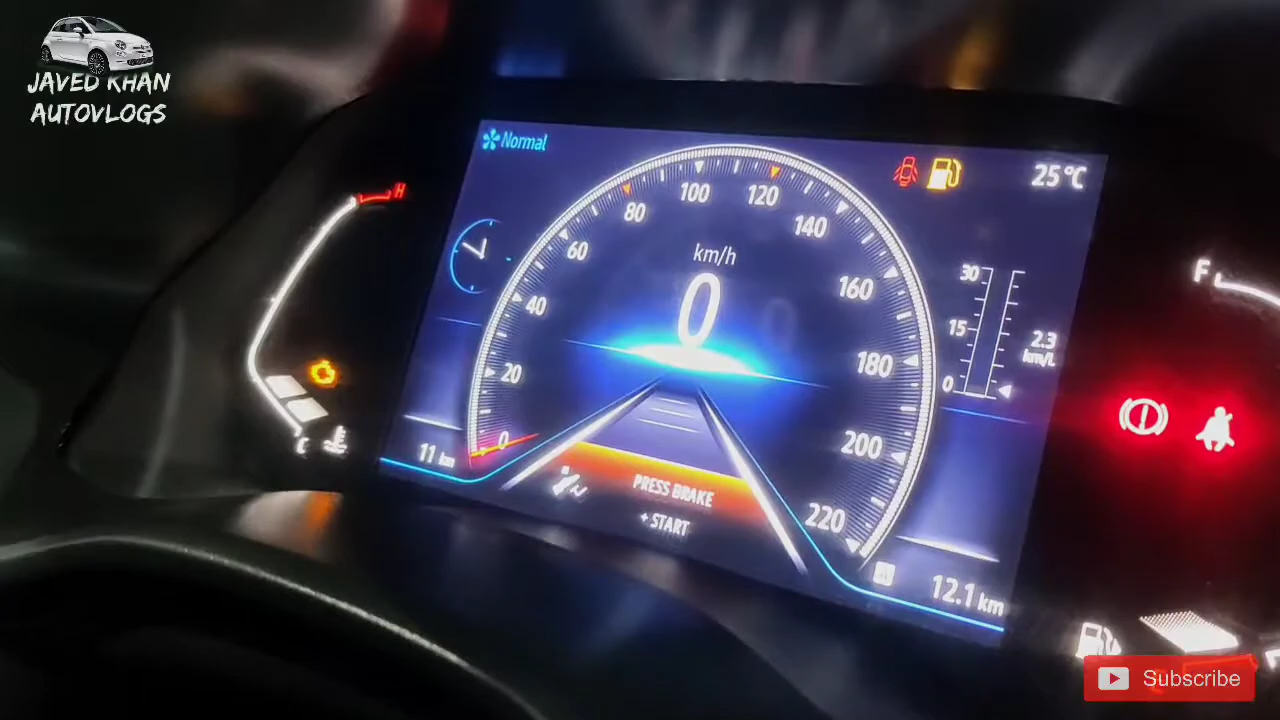 JAVED KHAN
AUTOVLOGS
Normal
25°C
H
C
F
0
20
40
60
80
100
120
140
160
180
200
220
km/h
0
30
15
0
2.3
km/L
11 km
PRESS BRAKE
+ START
12.1 km
Subscribe